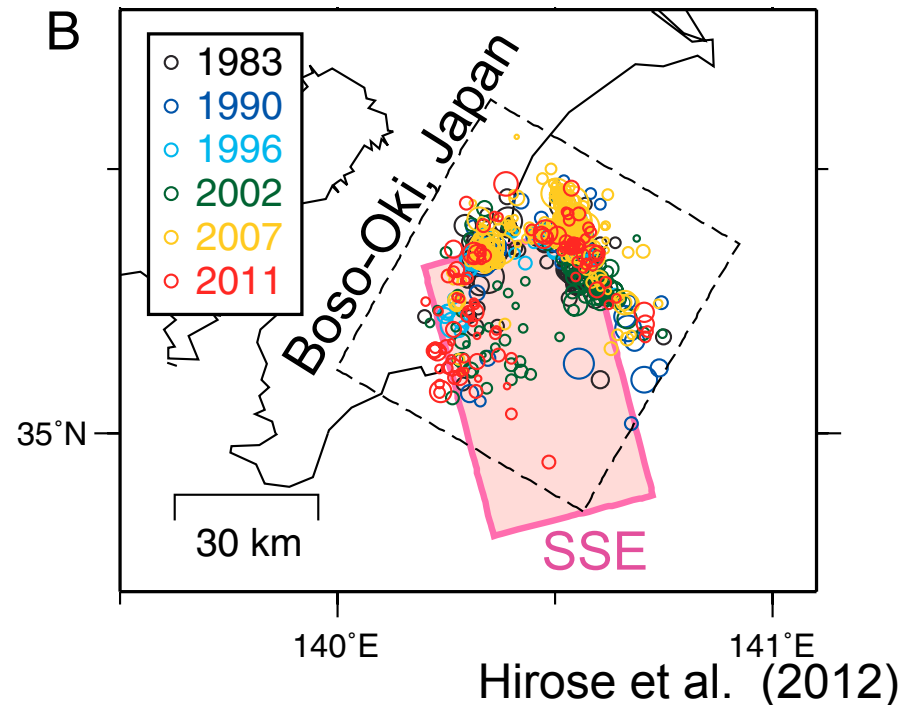 B
1983
1990
1996
2002
2007
2011
Boso-Oki, Japan
35°N
30 km
SSE
140°E
141°E
Hirose et al. (2012)